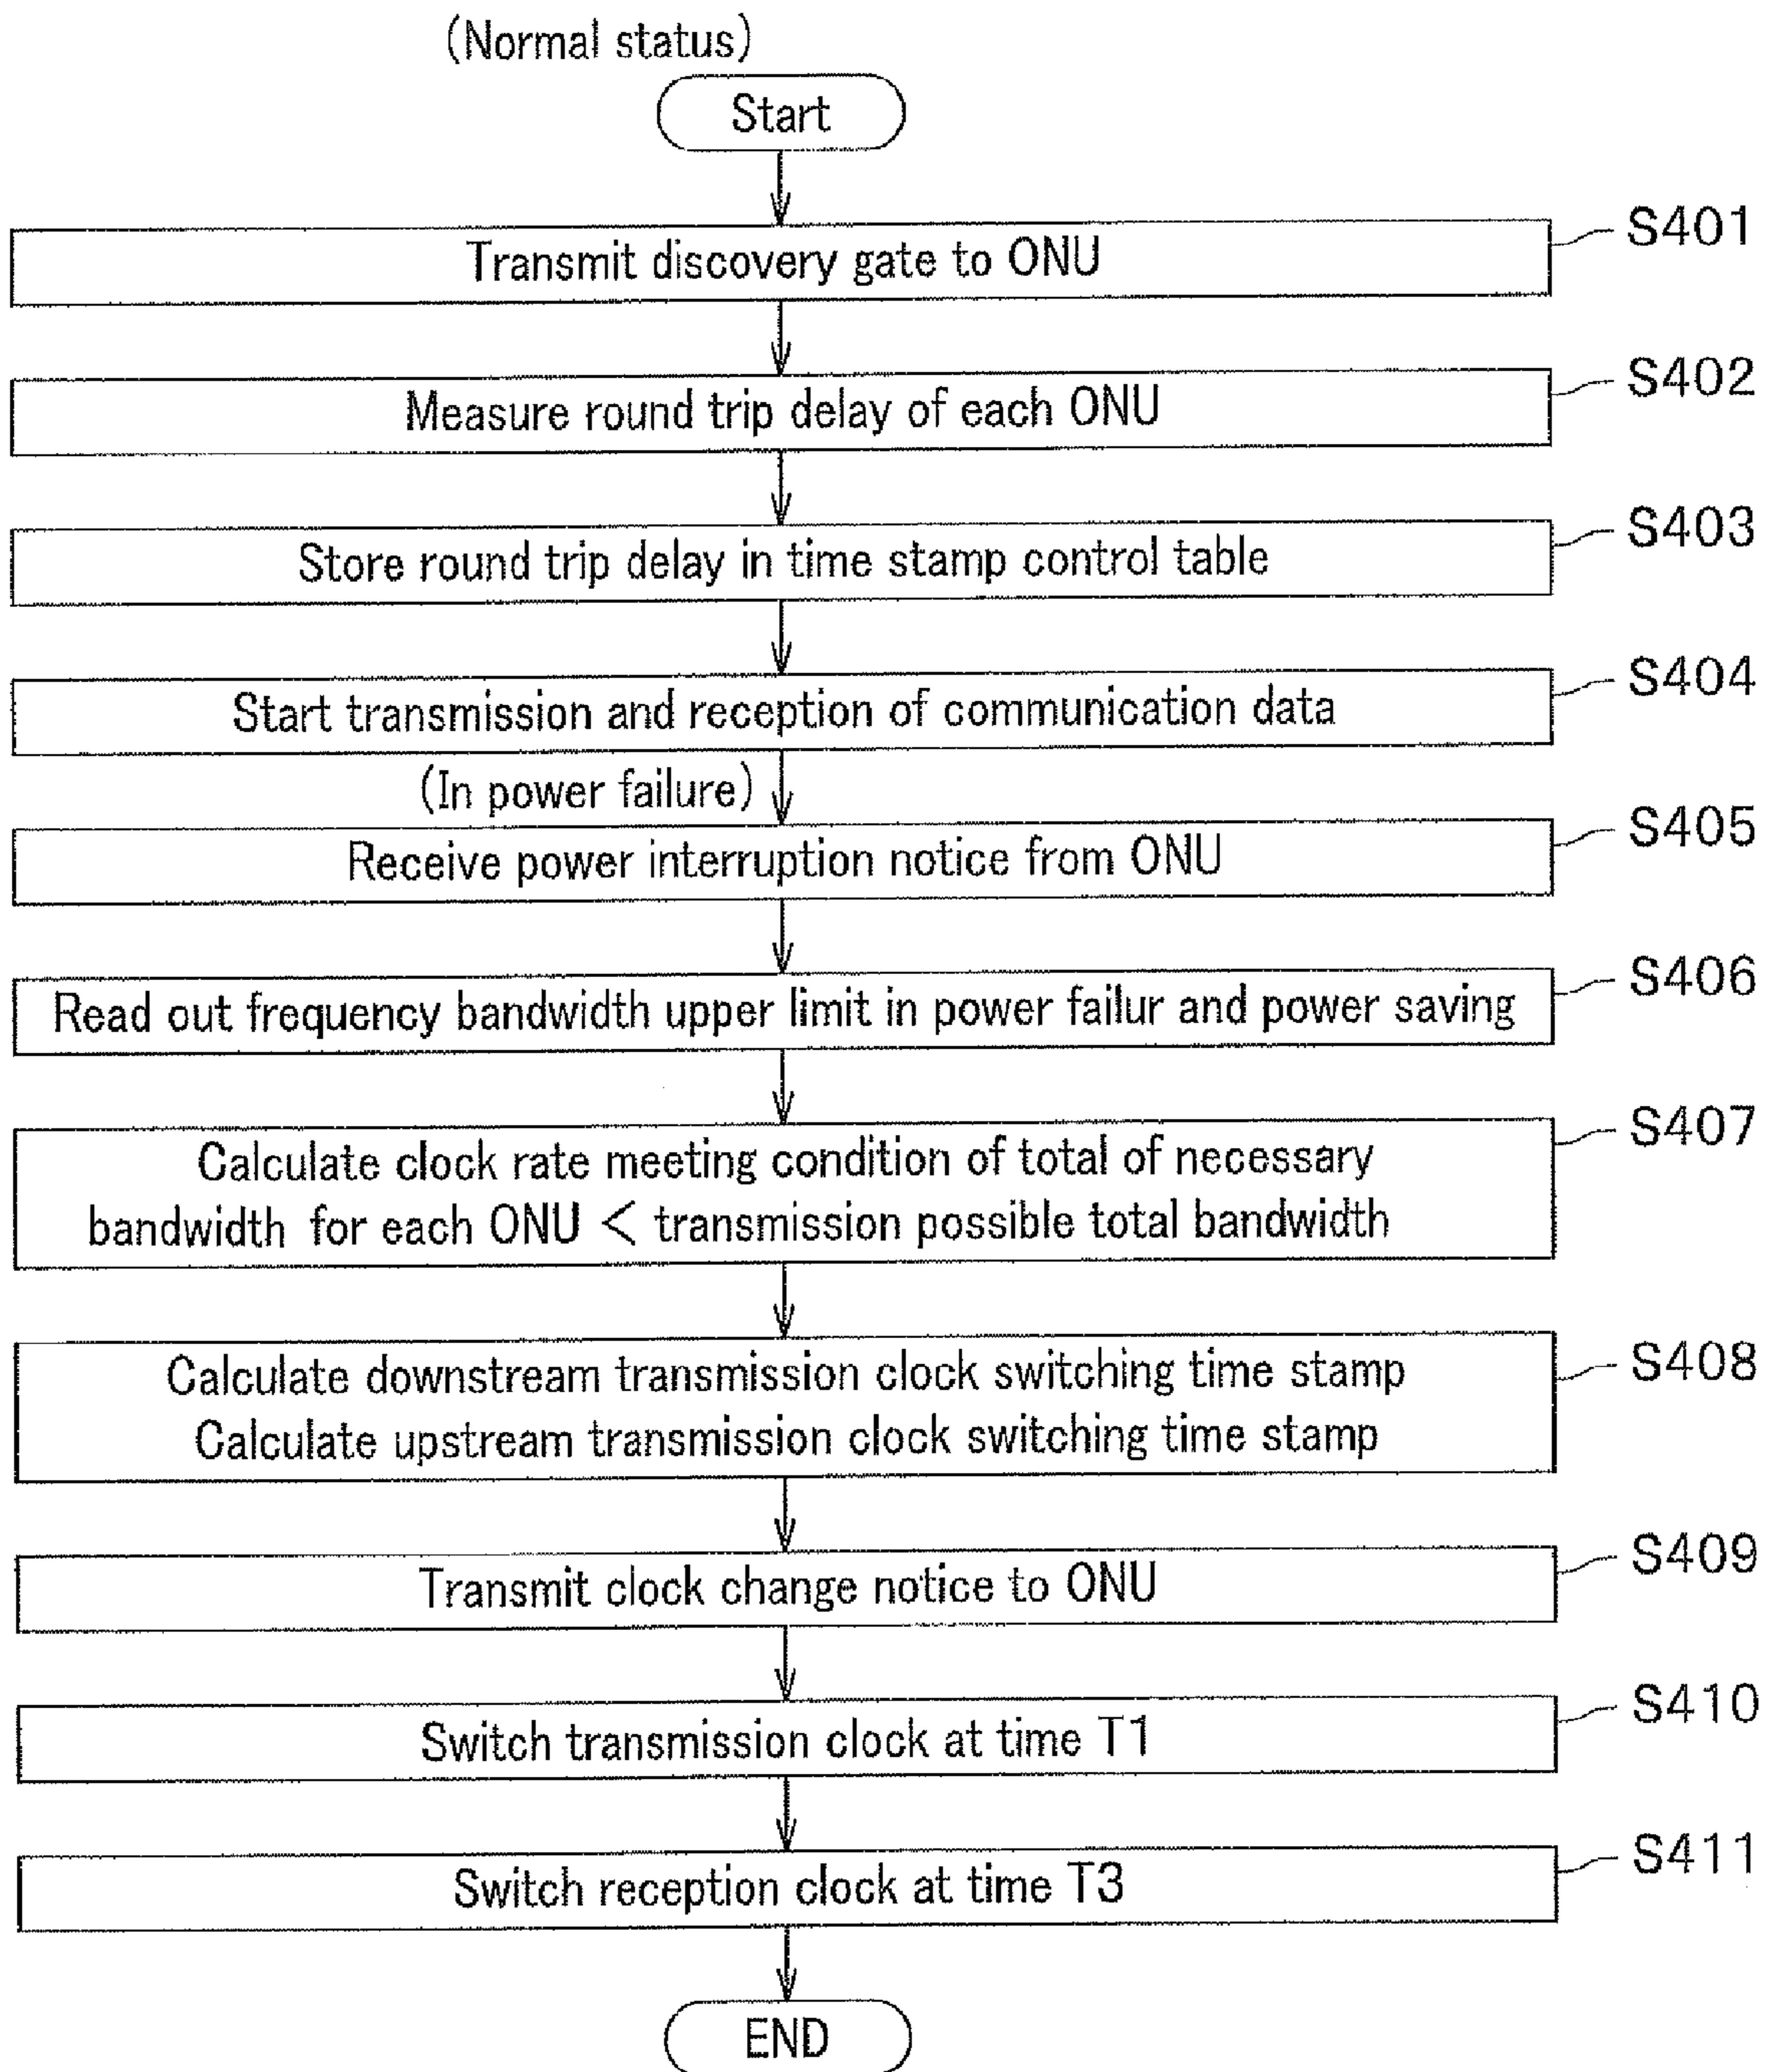 (Normal status)
Start
Transmit discovery gate to ONU
S401
Measure round trip delay of each ONU
S402
Store round trip delay in time stamp control table
S403
Start transmission and reception of communication data
S404
(In power failure)
Receive power interruption notice from ONU
S405
Read out frequency bandwidth upper limit in power failur and power saving
S406
Calculate clock rate meeting condition of total of necessary
bandwidth for each ONU < transmission possible total bandwidth
S407
Calculate downstream transmission clock switching time stamp
Calculate upstream transmission clock switching time stamp
S408
Transmit clock change notice to ONU
S409
Switch transmission clock at time T1
S410
Switch reception clock at time T3
S411
END